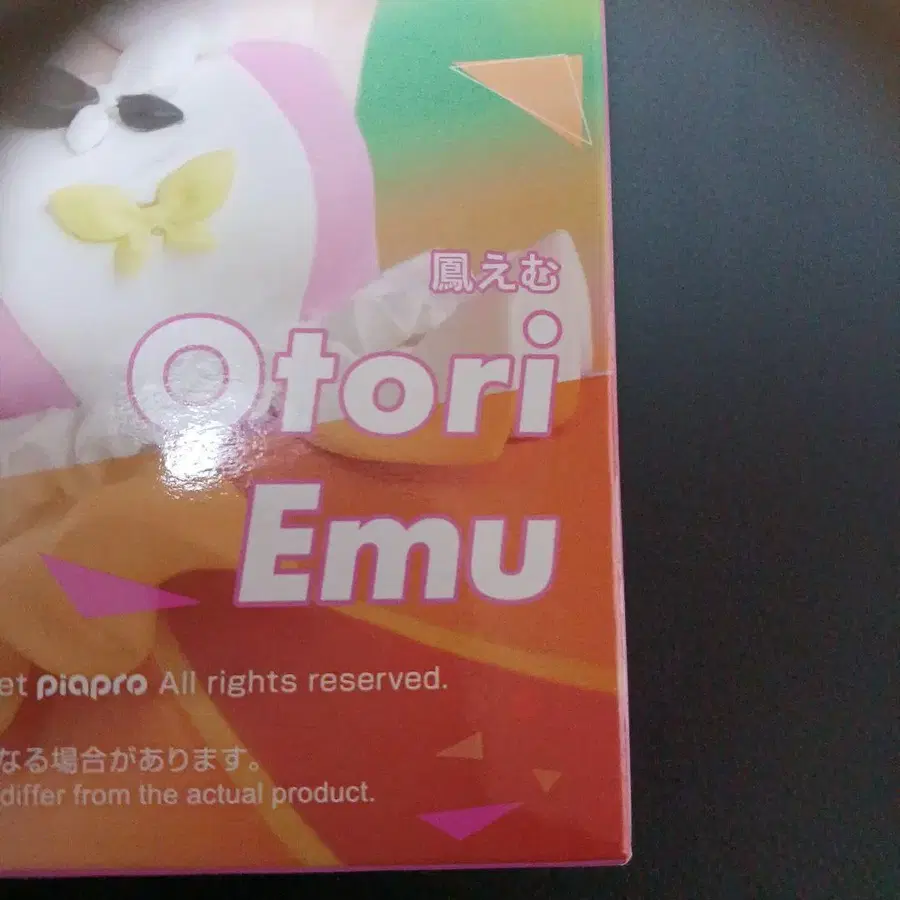 鳳えむ
Otori
Emu
et piapro All rights reserved.
なる場合があります。
differ from the actual product.